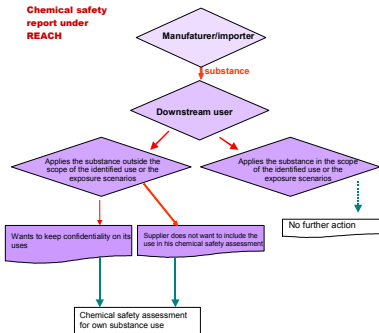 Chemical safety
report under
REACH
Manufaturer/importer
substance
Downstream user
Applies the substance outside the
scope of the identified use or the
exposure scenarios
Applies the substance in the scope
of the identified use or the
exposure scenarios
Wants to keep confidentiality on its
uses
Supplier does not want to include the
use in his chemical safety assessment
No further action
Chemical safety assessment
for own substance use